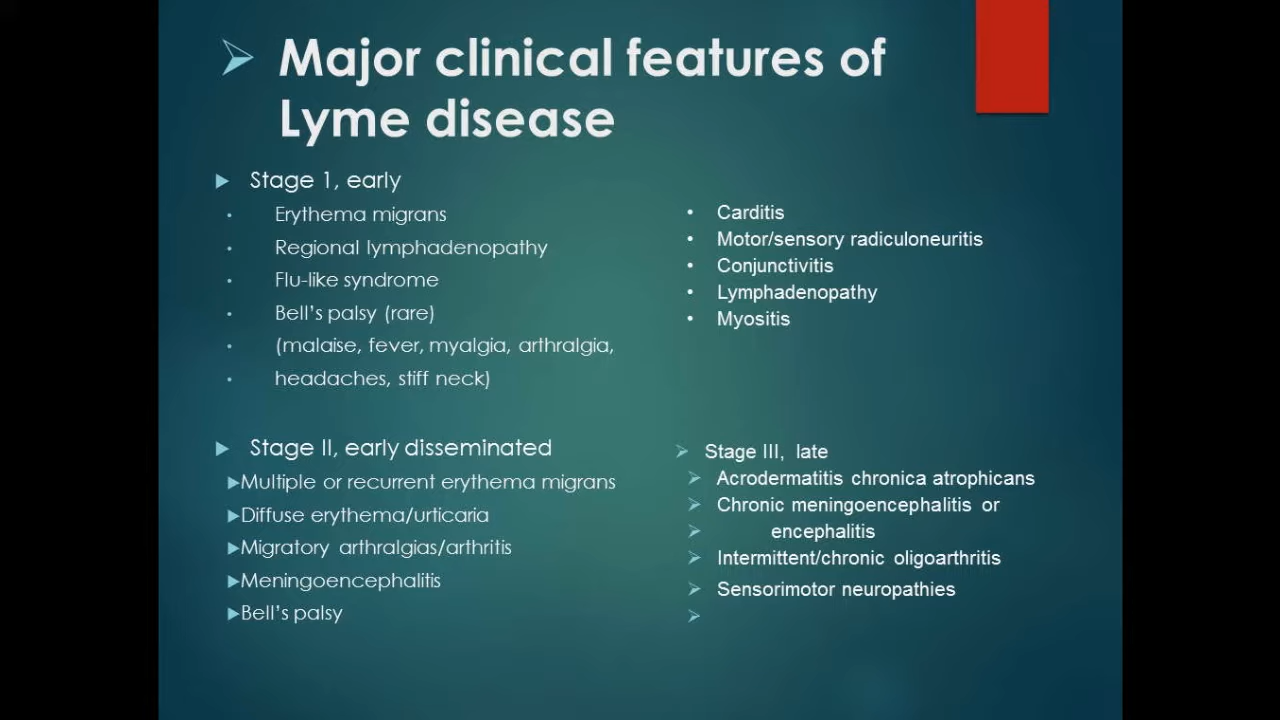 Major clinical features of
Lyme disease
Stage 1, early
Erythema migrans
Regional lymphadenopathy
Flu-like syndrome
Bell's palsy (rare)
(malaise, fever, myalgia, arthralgia,
headaches, stiff neck)
Stage II, early disseminated
Multiple or recurrent erythema migrans
Diffuse erythema/urticaria
Migratory arthralgias/arthritis
Meningoencephalitis
Bell's palsy
Carditis
Motor/sensory radiculoneuritis
Conjunctivitis
Lymphadenopathy
Myositis
Stage III, late
Acrodermatitis chronica atrophicans
Chronic meningoencephalitis or
encephalitis
Intermittent/chronic oligoarthritis
Sensorimotor neuropathies